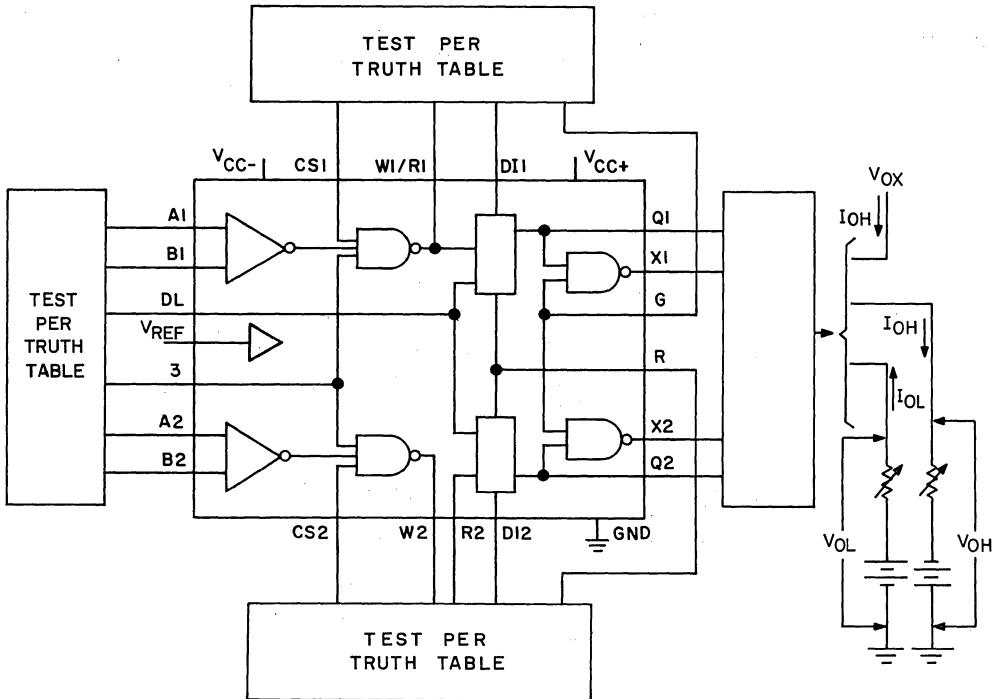 TEST PER
TRUTH TABLE
VCC-
CS1
W1/R1
DI1
VCC+
A1
B1
DL
VREF
3
A2
B2
TEST
PER
TRUTH
TABLE
Q1
X1
G
R
X2
Q2
VOX
IOH
IOH
IOL
VOL
VOH
CS2
W2
R2
DI2
GND
TEST PER
TRUTH TABLE